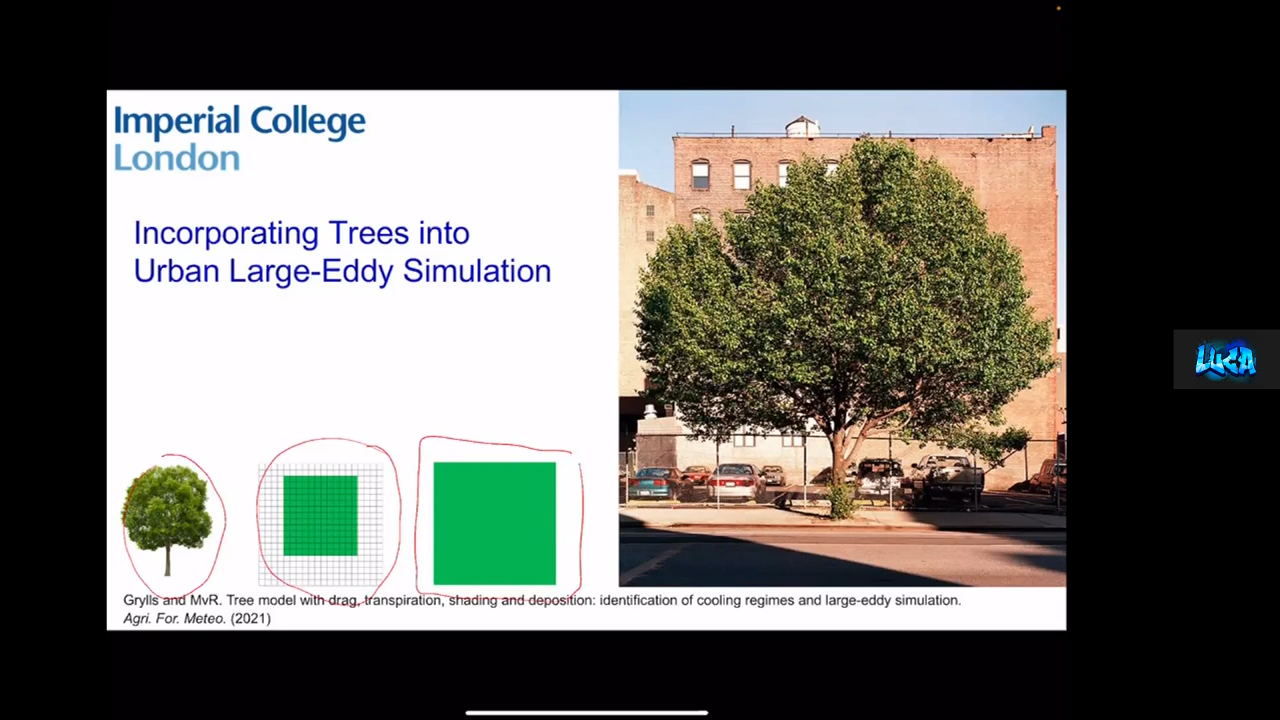 Imperial College
London
Incorporating Trees into
Urban Large-Eddy Simulation
Grylls and MvR. Tree model with drag, transpiration, shading and deposition: identification of cooling regimes and large-eddy simulation.
Agri. For. Meteo. (2021)
LUCA